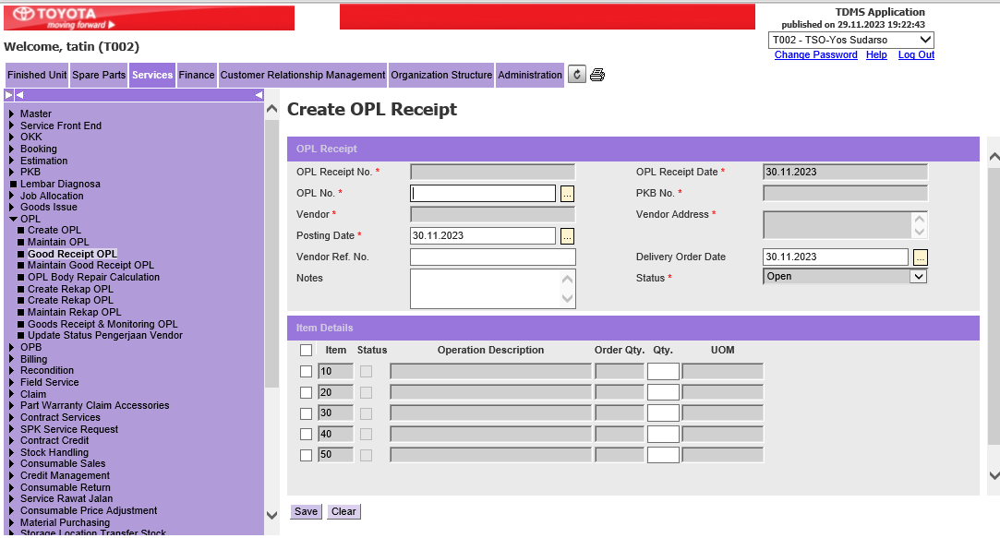 TOYOTA
moving forward
TDMS Application
published on 29.11.2023 19:22:43
Welcome, tatin (T002)
T002 - TSO-Yos Sudarso
Change Password Help Log Out
Finished Unit Spare Parts Services Finance Customer Relationship Management Organization Structure Administration
Master
Service Front End
OKK
Booking
Estimation
PKB
Lembar Diagnosa
Job Allocation
Goods Issue
OPL
Create OPL
Maintain OPL
Good Receipt OPL
Maintain Good Receipt OPL
OPL Body Repair Calculation
Create Rekap OPL
Create Rekap OPL
Maintain Rekap OPL
Goods Receipt & Monitoring OPL
Update Status Pengerjaan Vendor
OPB
Billing
Recondition
Field Service
Claim
Part Warranty Claim Accessories
Contract Services
SPK Service Request
Contract Credit
Stock Handling
Consumable Sales
Credit Management
Consumable Return
Service Rawat Jalan
Consumable Price Adjustment
Material Purchasing
Storage Location Transfer Stock
Create OPL Receipt
OPL Receipt
OPL Receipt No. * OPL Receipt Date * 30.11.2023
OPL No. * ... PKB No. *
Vendor * Vendor Address *
Posting Date * 30.11.2023 ...
Vendor Ref. No. Delivery Order Date 30.11.2023 ...
Notes Status * Open
Item Details
Item Status Operation Description Order Qty. Qty. UOM
10
20
30
40
50
Save Clear